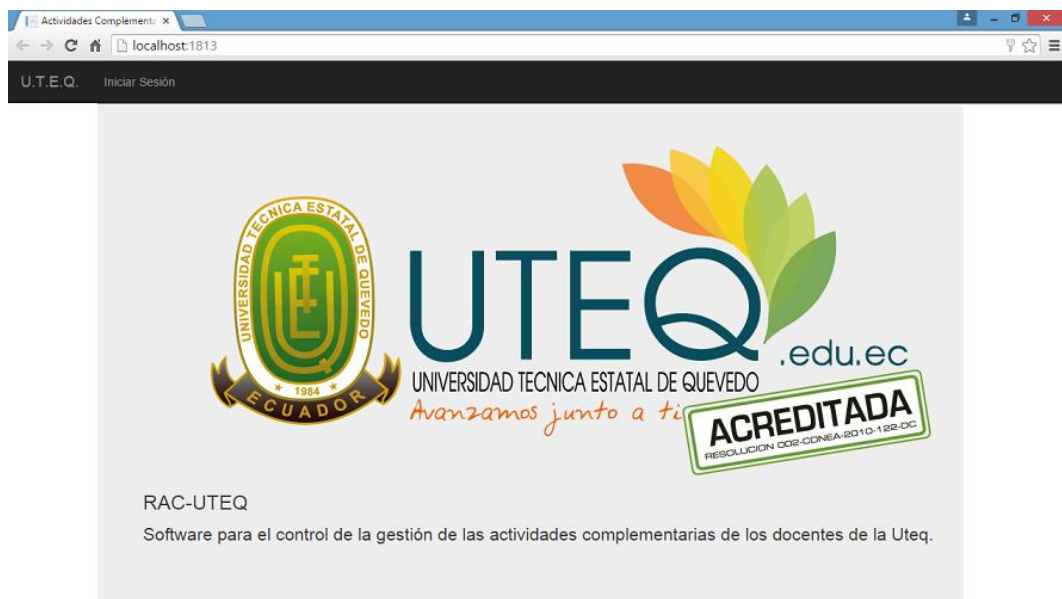 Actividades Complementa
localhost:1813
U.T.E.Q. Iniciar Sesión
UNIVERSIDAD TECNICA ESTATAL DE QUEVEDO
1984
ECUADOR
UTEQ
.edu.ec
UNIVERSIDAD TECNICA ESTATAL DE QUEVEDO
Avanzamos junto a ti
ACREDITADA
RESOLUCION 002-CONEA-2010-122-DC
RAC-UTEQ
Software para el control de la gestión de las actividades complementarias de los docentes de la Uteq.